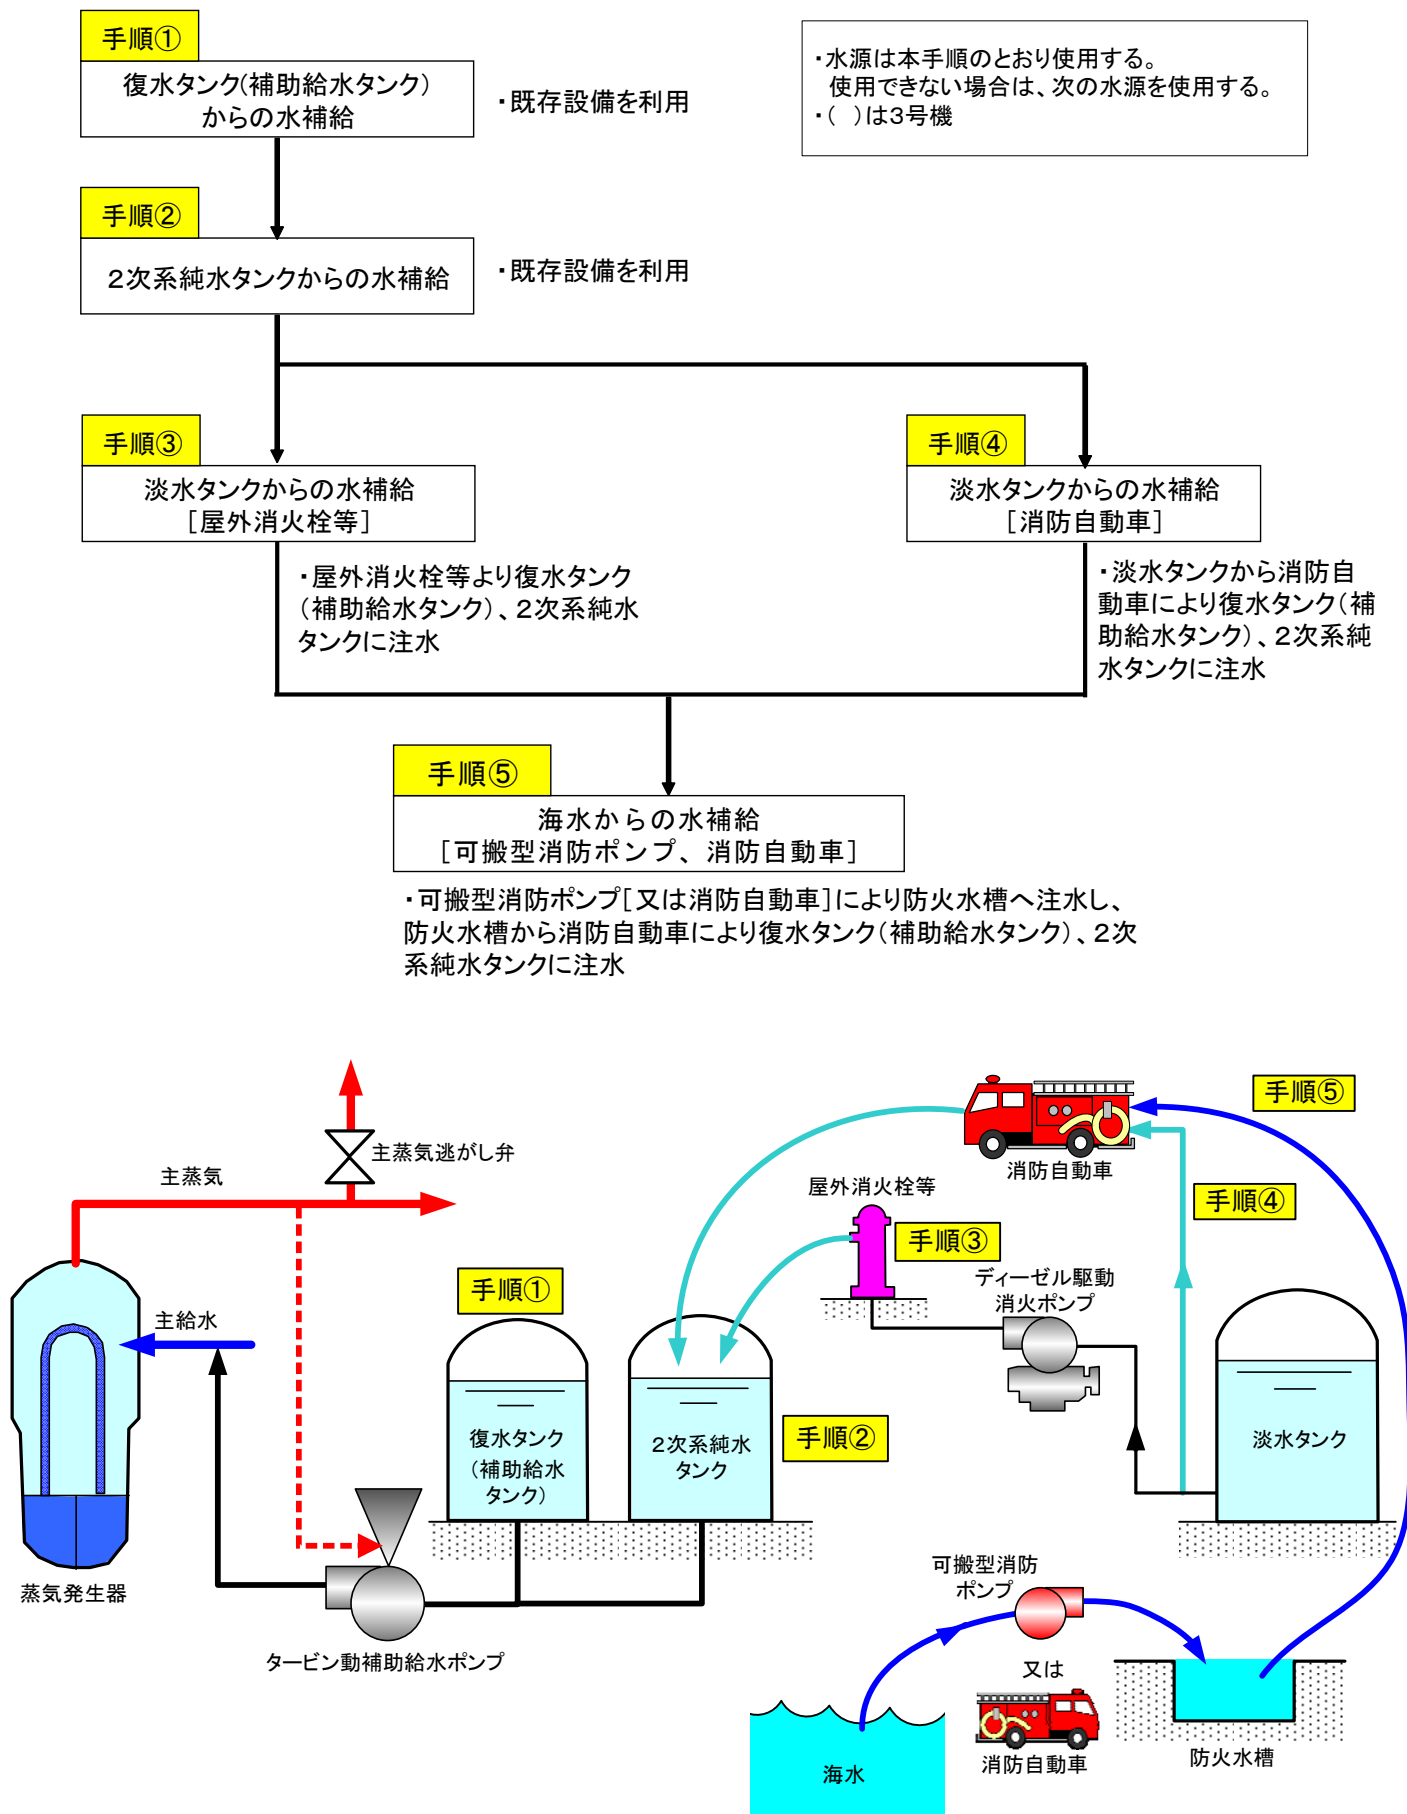 手順①
復水タンク(補助給水タンク)
からの水補給
・既存設備を利用
・水源は本手順のとおり使用する。
使用できない場合は、次の水源を使用する。
・(　)は3号機
手順②
２次系純水タンクからの水補給
・既存設備を利用
手順③
淡水タンクからの水補給
[屋外消火栓等]
・屋外消火栓等より復水タンク
(補助給水タンク)、２次系純水
タンクに注水
手順④
淡水タンクからの水補給
[消防自動車]
・淡水タンクから消防自
動車により復水タンク(補
助給水タンク)、２次系純
水タンクに注水
手順⑤
海水からの水補給
[可搬型消防ポンプ、消防自動車]
・可搬型消防ポンプ[又は消防自動車]により防火水槽へ注水し、
防火水槽から消防自動車により復水タンク(補助給水タンク)、２次
系純水タンクに注水
主蒸気逃がし弁
主蒸気
主給水
蒸気発生器
タービン動補助給水ポンプ
手順①
復水タンク
(補助給水
タンク)
手順②
２次系純水
タンク
屋外消火栓等
手順③
消防自動車
手順⑤
手順④
ディーゼル駆動
消火ポンプ
淡水タンク
可搬型消防
ポンプ
又は
消防自動車
海水
防火水槽